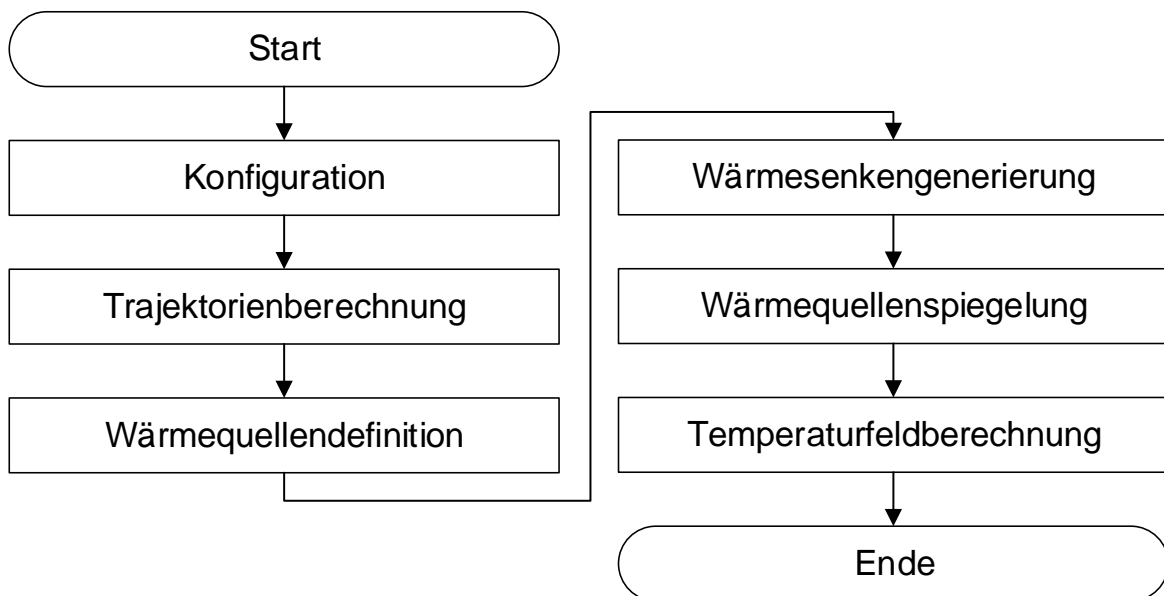 Start
Konfiguration
Trajektorienberechnung
Wärmequellendefinition
Wärmesenkengenerierung
Wärmequellenspiegelung
Temperaturfeldberechnung
Ende